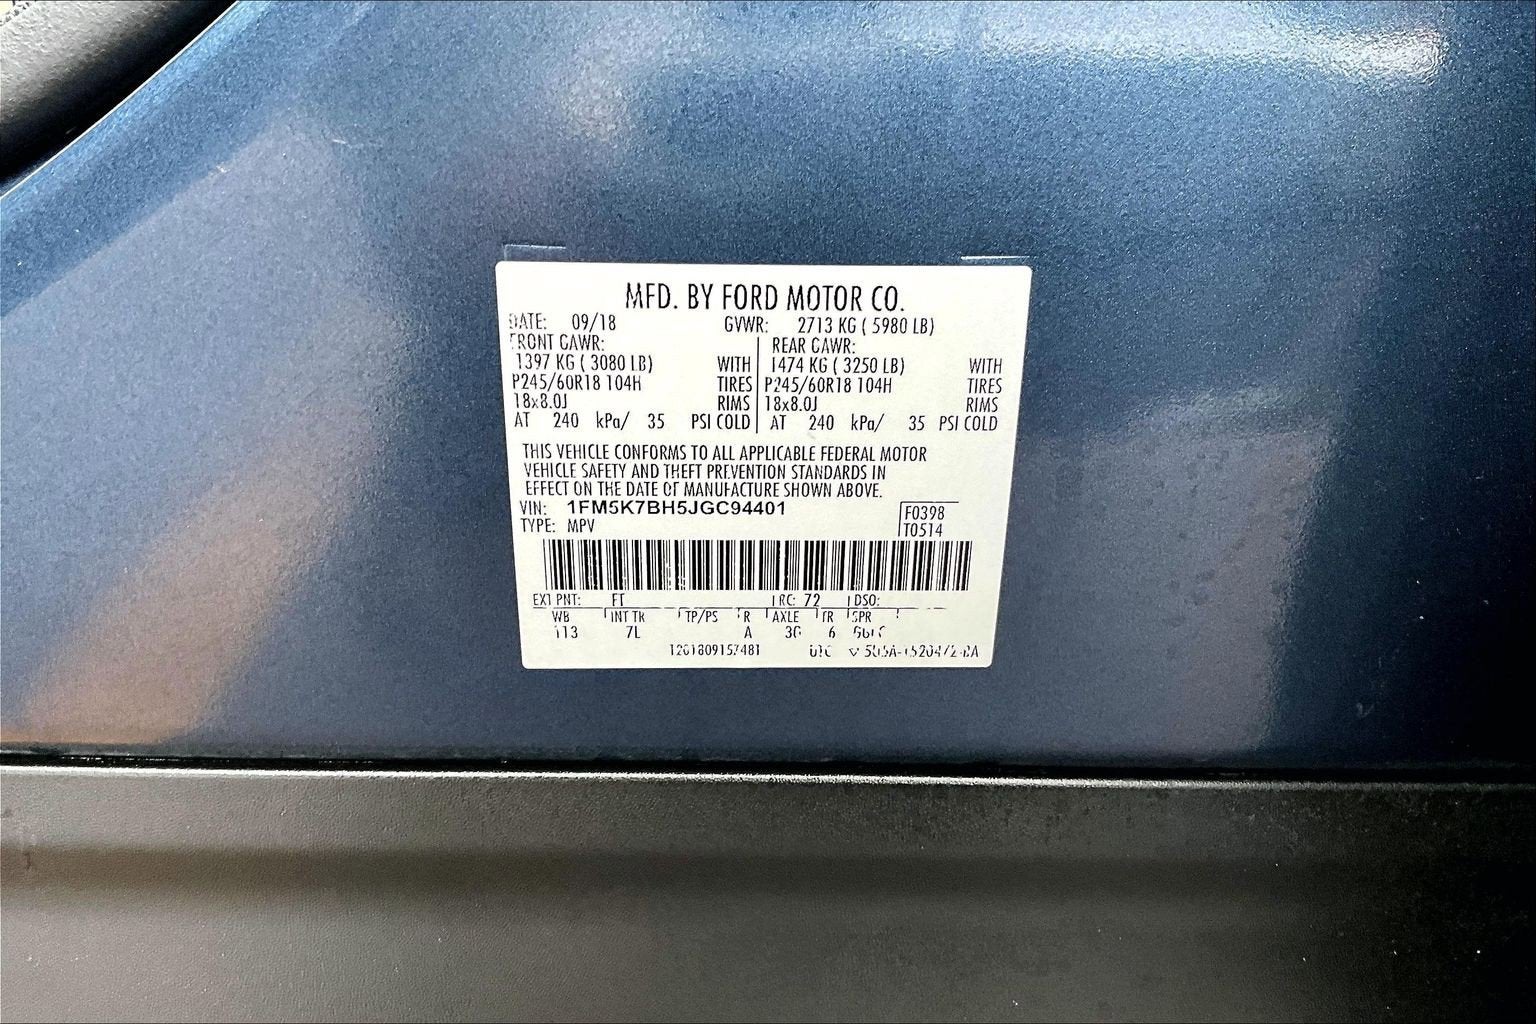 MFD. BY FORD MOTOR CO.
DATE: 09/18 GVWR: 2713 KG ( 5980 LB)
FRONT GAWR: REAR GAWR:
1397 KG ( 3080 LB) WITH 1474 KG ( 3250 LB) WITH
P245/60R18 104H TIRES P245/60R18 104H TIRES
18x8.0J RIMS 18x8.0J RIMS
AT 240 kPa/ 35 PSI COLD AT 240 kPa/ 35 PSI COLD
THIS VEHICLE CONFORMS TO ALL APPLICABLE FEDERAL MOTOR
VEHICLE SAFETY AND THEFT PREVENTION STANDARDS IN
EFFECT ON THE DATE OF MANUFACTURE SHOWN ABOVE.
VIN: 1FM5K7BH5JGC94401 F0398
TYPE: MPV T0514
EXT PNT: FT RC: 72 DSO:
WB INT TR TP/PS R AXLE TR SPR
113 7L A 6